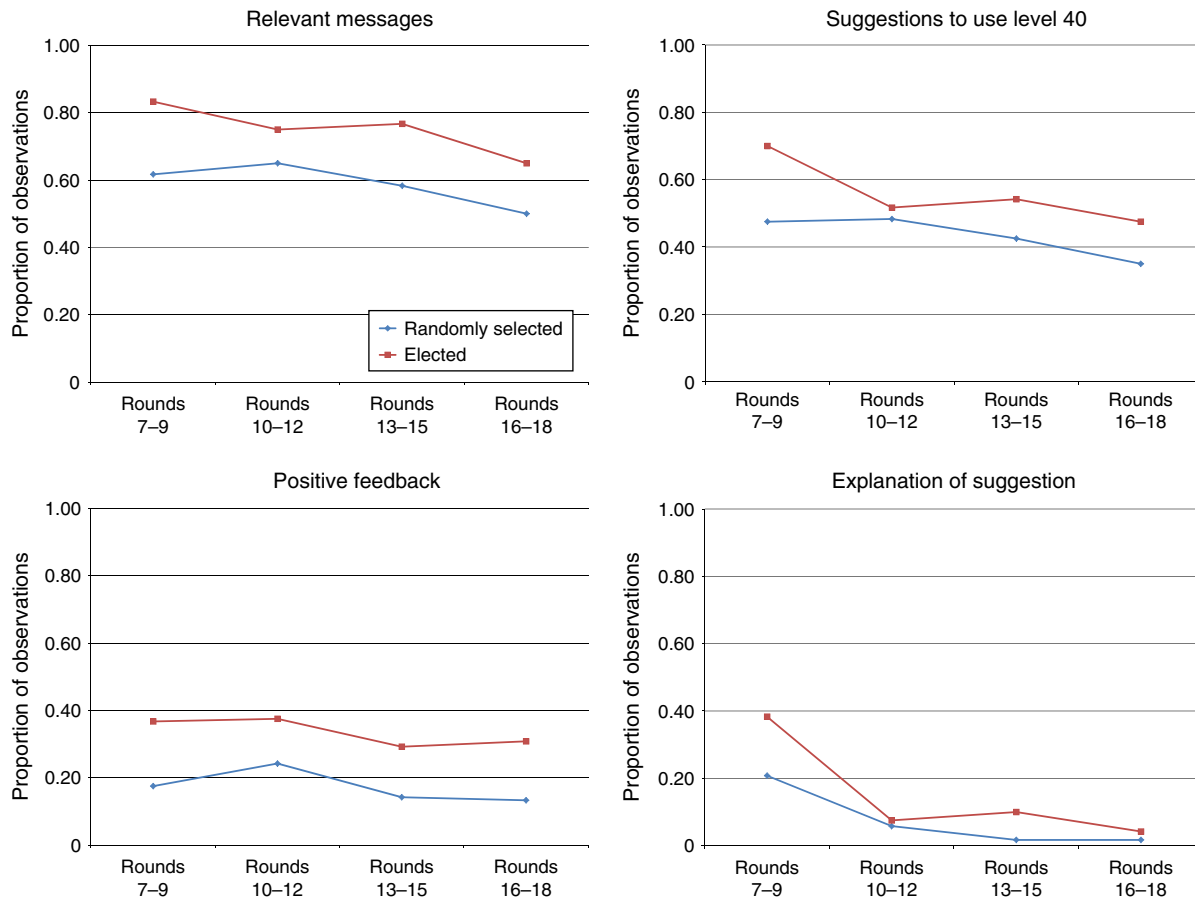 Relevant messages
Proportion of observations
1.00
0.80
0.60
0.40
0.20
0
Randomly selected
Elected
Rounds
7–9
Rounds
10–12
Rounds
13–15
Rounds
16–18
Suggestions to use level 40
Proportion of observations
1.00
0.80
0.60
0.40
0.20
0
Rounds
7–9
Rounds
10–12
Rounds
13–15
Rounds
16–18
Positive feedback
Proportion of observations
1.00
0.80
0.60
0.40
0.20
0
Rounds
7–9
Rounds
10–12
Rounds
13–15
Rounds
16–18
Explanation of suggestion
Proportion of observations
1.00
0.80
0.60
0.40
0.20
0
Rounds
7–9
Rounds
10–12
Rounds
13–15
Rounds
16–18